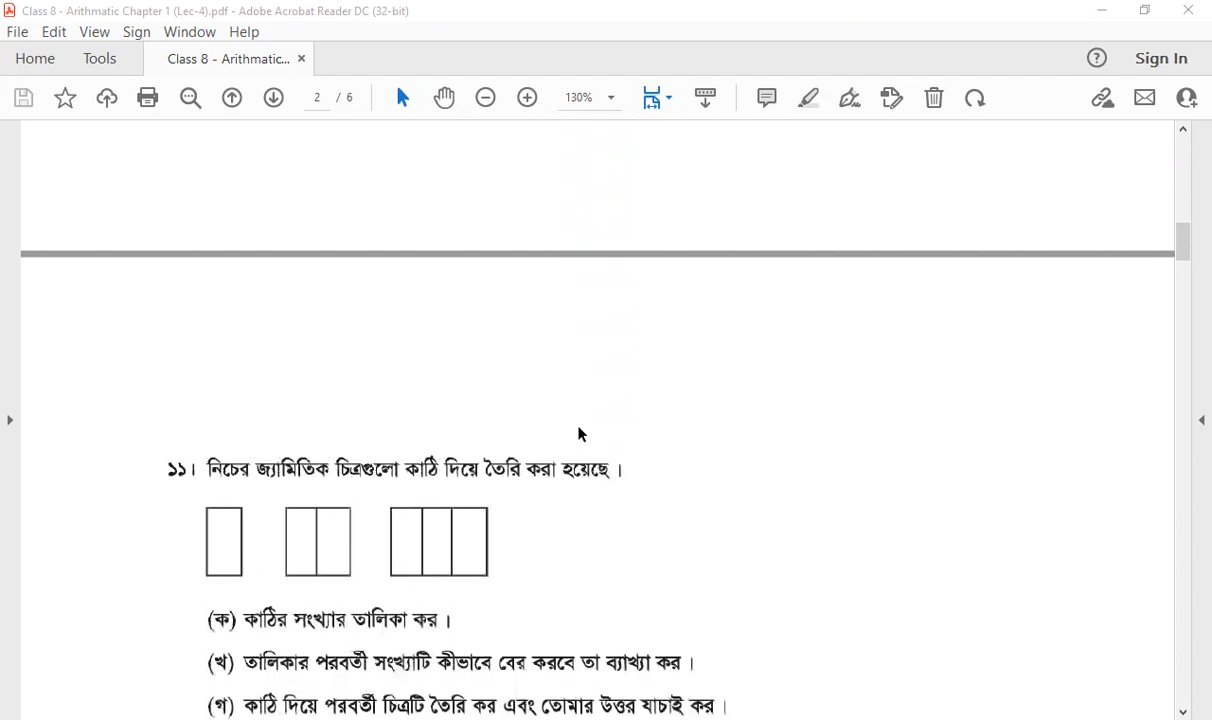 Class 8 - Arithmatic Chapter 1 (Lec-4).pdf - Adobe Acrobat Reader DC (32-bit)
File Edit View Sign Window Help
Home Tools Class 8 - Arithmatic... × Sign In
2 / 6 130%
১১। নিচের জ্যামিতিক চিত্রগুলো কাঠি দিয়ে তৈরি করা হয়েছে।
(ক) কাঠির সংখ্যার তালিকা কর।
(খ) তালিকার পরবর্তী সংখ্যাটি কীভাবে বের করবে তা ব্যাখ্যা কর।
(গ) কাঠি দিয়ে পরবর্তী চিত্রটি তৈরি কর এবং তোমার উত্তর যাচাই কর।